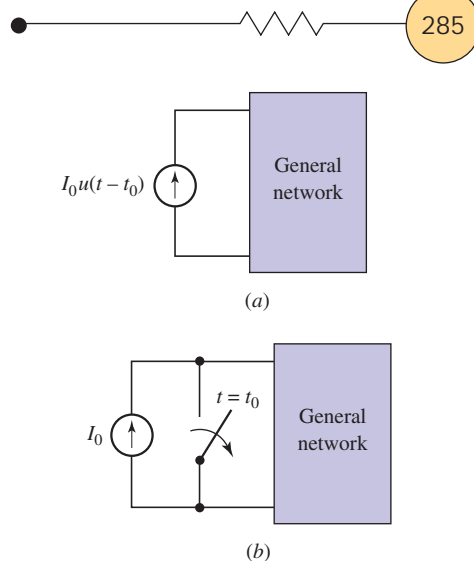 285
General
network
I₀u(t – t₀)
(a)
t = t₀
General
network
I₀
(b)